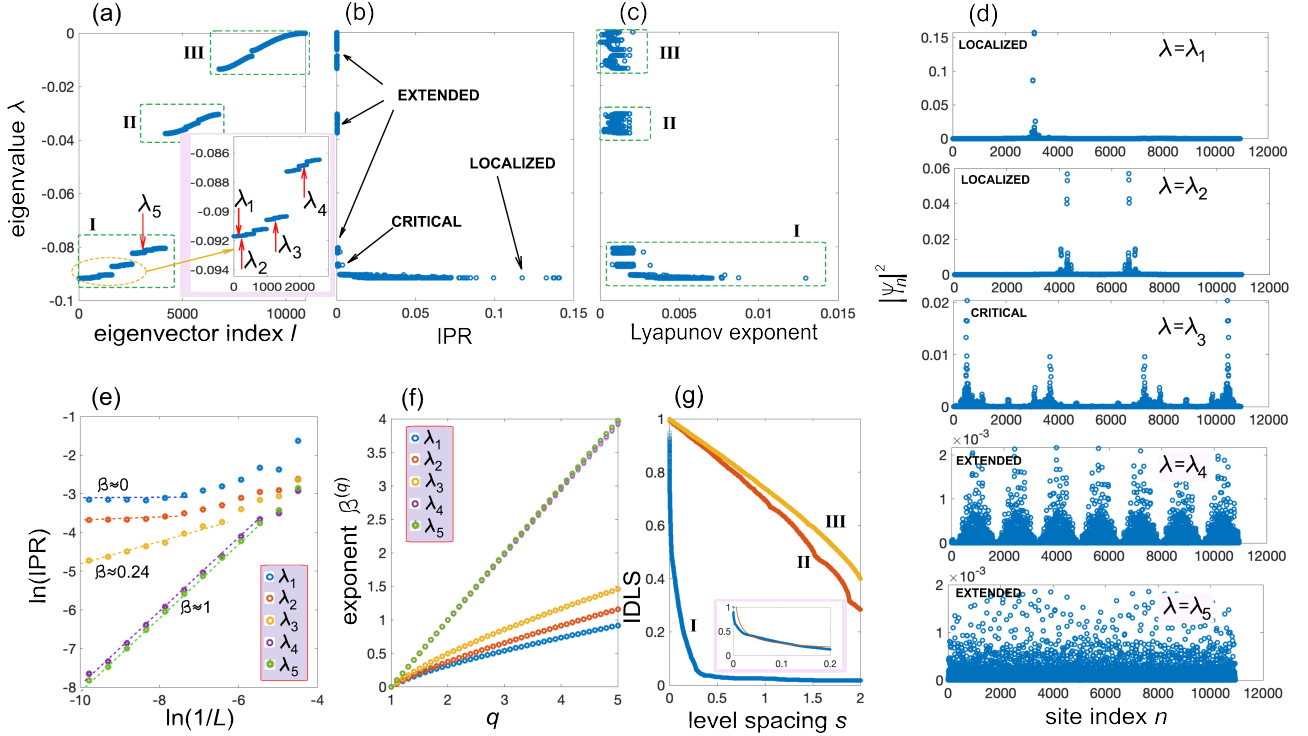 (a)
(b)
(c)
(d)
0
-0.02
-0.04
-0.06
-0.08
-0.1
eigenvalue λ
III
II
I
λ5
0
5000
10000
eigenvector index l
-0.086
-0.088
-0.09
-0.092
-0.094
λ1
λ2
λ3
λ4
0
1000
2000
EXTENDED
LOCALIZED
CRITICAL
0
0.05
0.1
0.15
IPR
III
II
I
0
0.005
0.01
0.015
Lyapunov exponent
|ψn|²
LOCALIZED
λ=λ1
0.15
0.1
0.05
0
0 2000 4000 6000 8000 10000 12000
LOCALIZED
λ=λ2
0.06
0.04
0.02
0
0 2000 4000 6000 8000 10000 12000
CRITICAL
λ=λ3
0.02
0.01
0
0 2000 4000 6000 8000 10000 12000
×10⁻³
EXTENDED
λ=λ4
2
1
0
0 2000 4000 6000 8000 10000 12000
×10⁻³
EXTENDED
λ=λ5
2
1
0
0 2000 4000 6000 8000 10000 12000
site index n
(e)
-1
-2
-3
-4
-5
-6
-7
-8
ln(IPR)
β≈0
β≈0.24
β≈1
λ1
λ2
λ3
λ4
λ5
-10 -8 -6 -4
ln(1/L)
(f)
4
3.5
3
2.5
2
1.5
1
0.5
0
exponent β(q)
λ1
λ2
λ3
λ4
λ5
1 2 3 4 5
q
(g)
1
0.8
0.6
0.4
0.2
0
IDLS
III
II
I
1
0.5
0
0.1
0.2
0 1 2
level spacing s